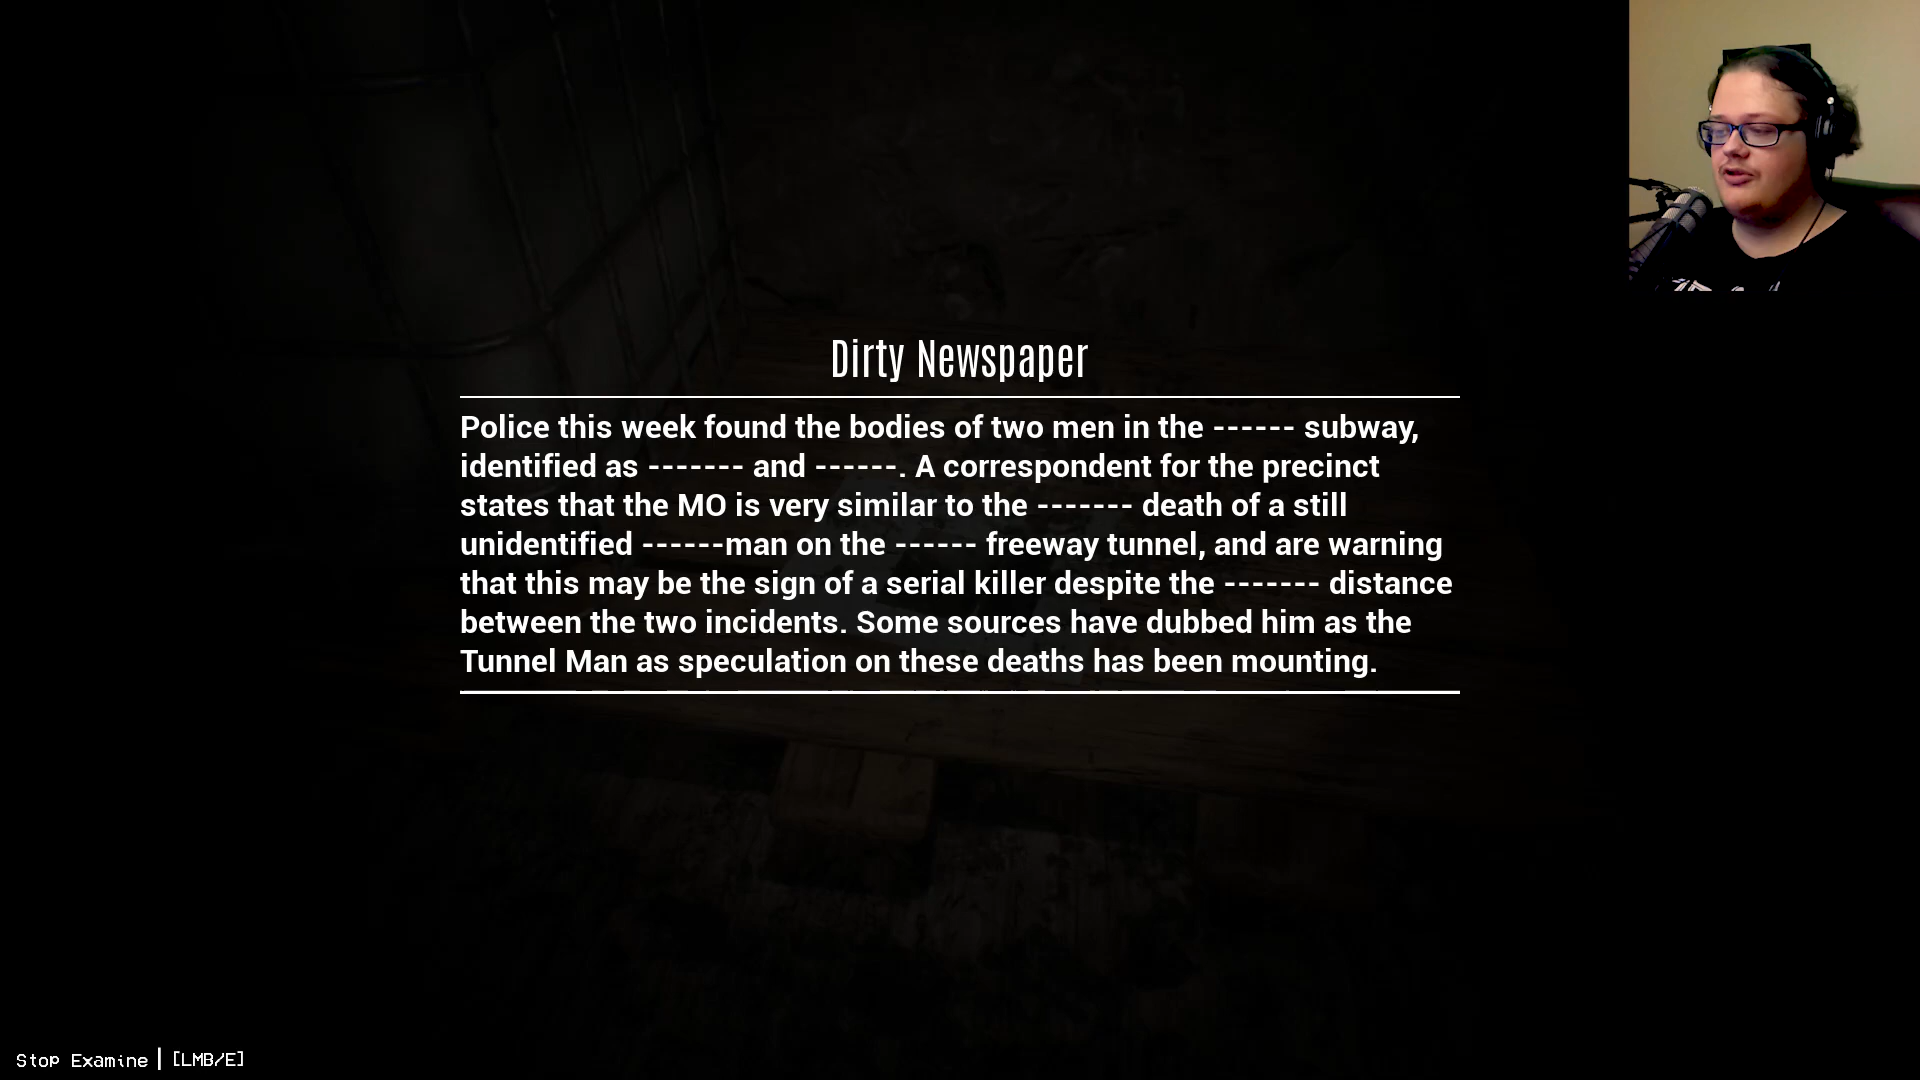 Dirty Newspaper
Police this week found the bodies of two men in the ------ subway,
identified as ------- and ------. A correspondent for the precinct
states that the MO is very similar to the ------- death of a still
unidentified ------man on the ------ freeway tunnel, and are warning
that this may be the sign of a serial killer despite the ------- distance
between the two incidents. Some sources have dubbed him as the
Tunnel Man as speculation on these deaths has been mounting.
Stop Examine | [LMB/E]